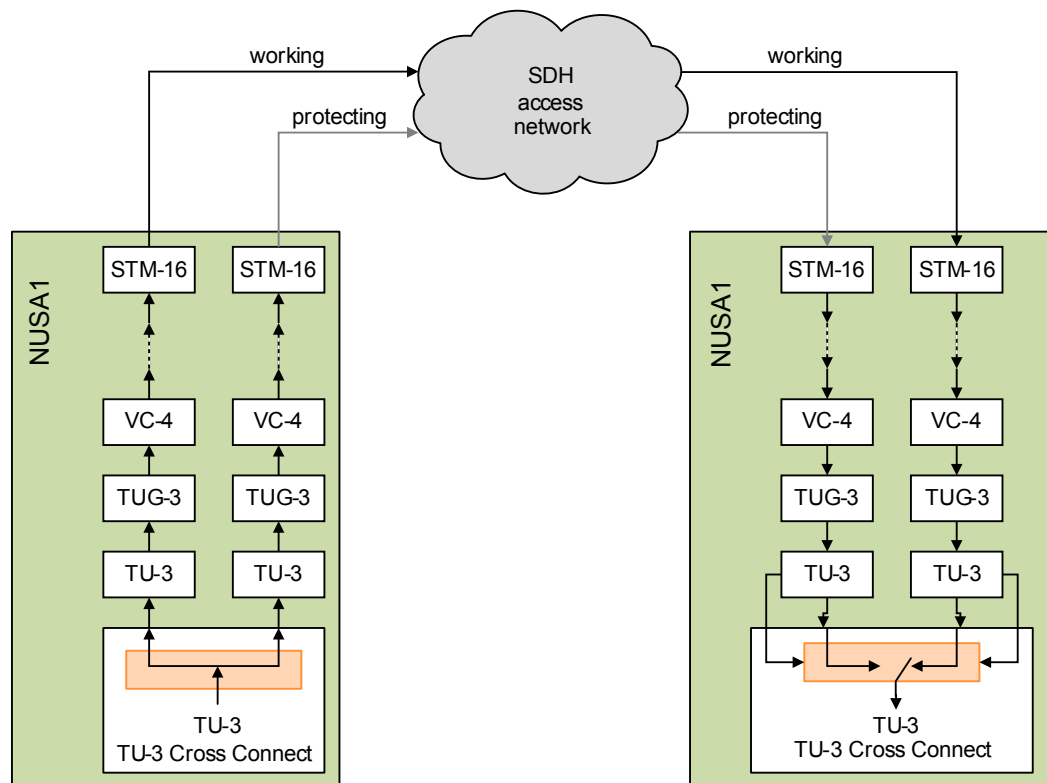 working
protecting
SDH
access
network
working
protecting
NUSA1
STM-16
STM-16
VC-4
VC-4
TUG-3
TUG-3
TU-3
TU-3
TU-3
TU-3 Cross Connect
NUSA1
STM-16
STM-16
VC-4
VC-4
TUG-3
TUG-3
TU-3
TU-3
TU-3
TU-3 Cross Connect